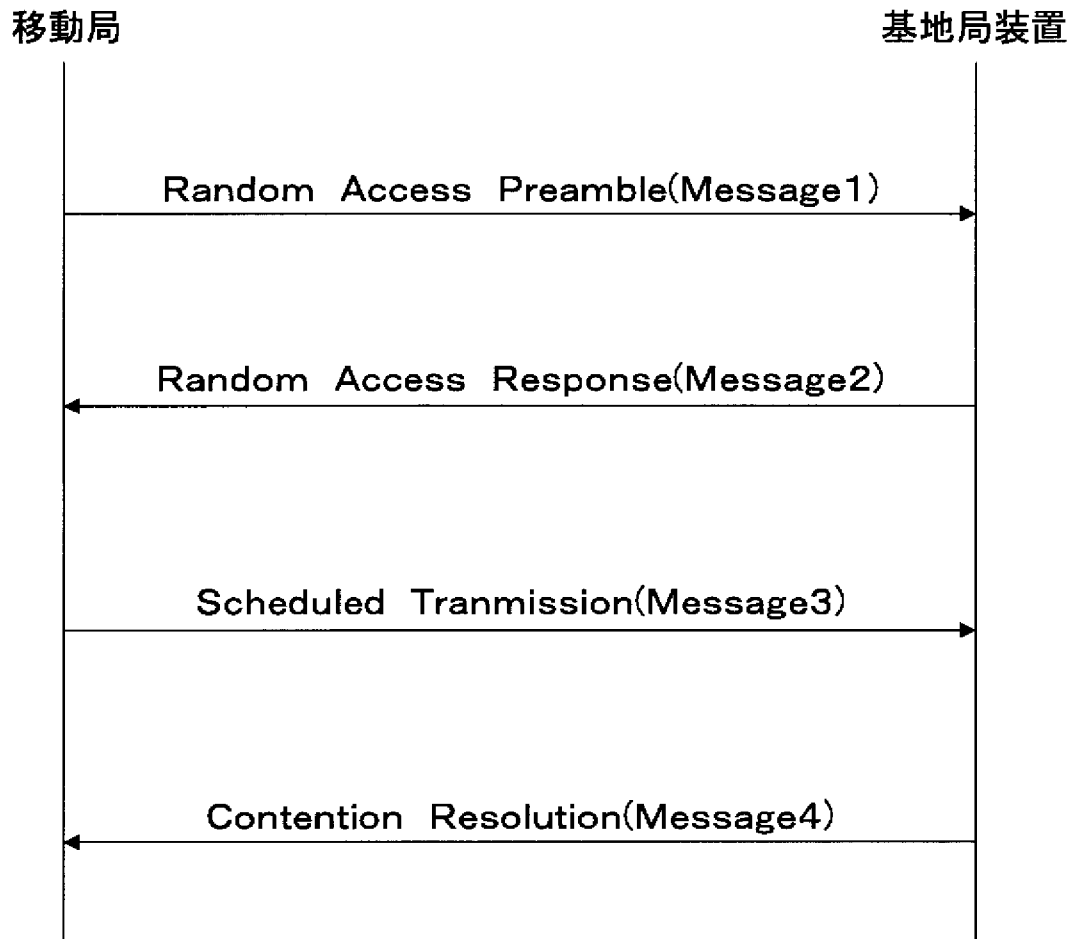 移動局
基地局装置
Random Access Preamble(Message1)
Random Access Response(Message2)
Scheduled Tranmission(Message3)
Contention Resolution(Message4)